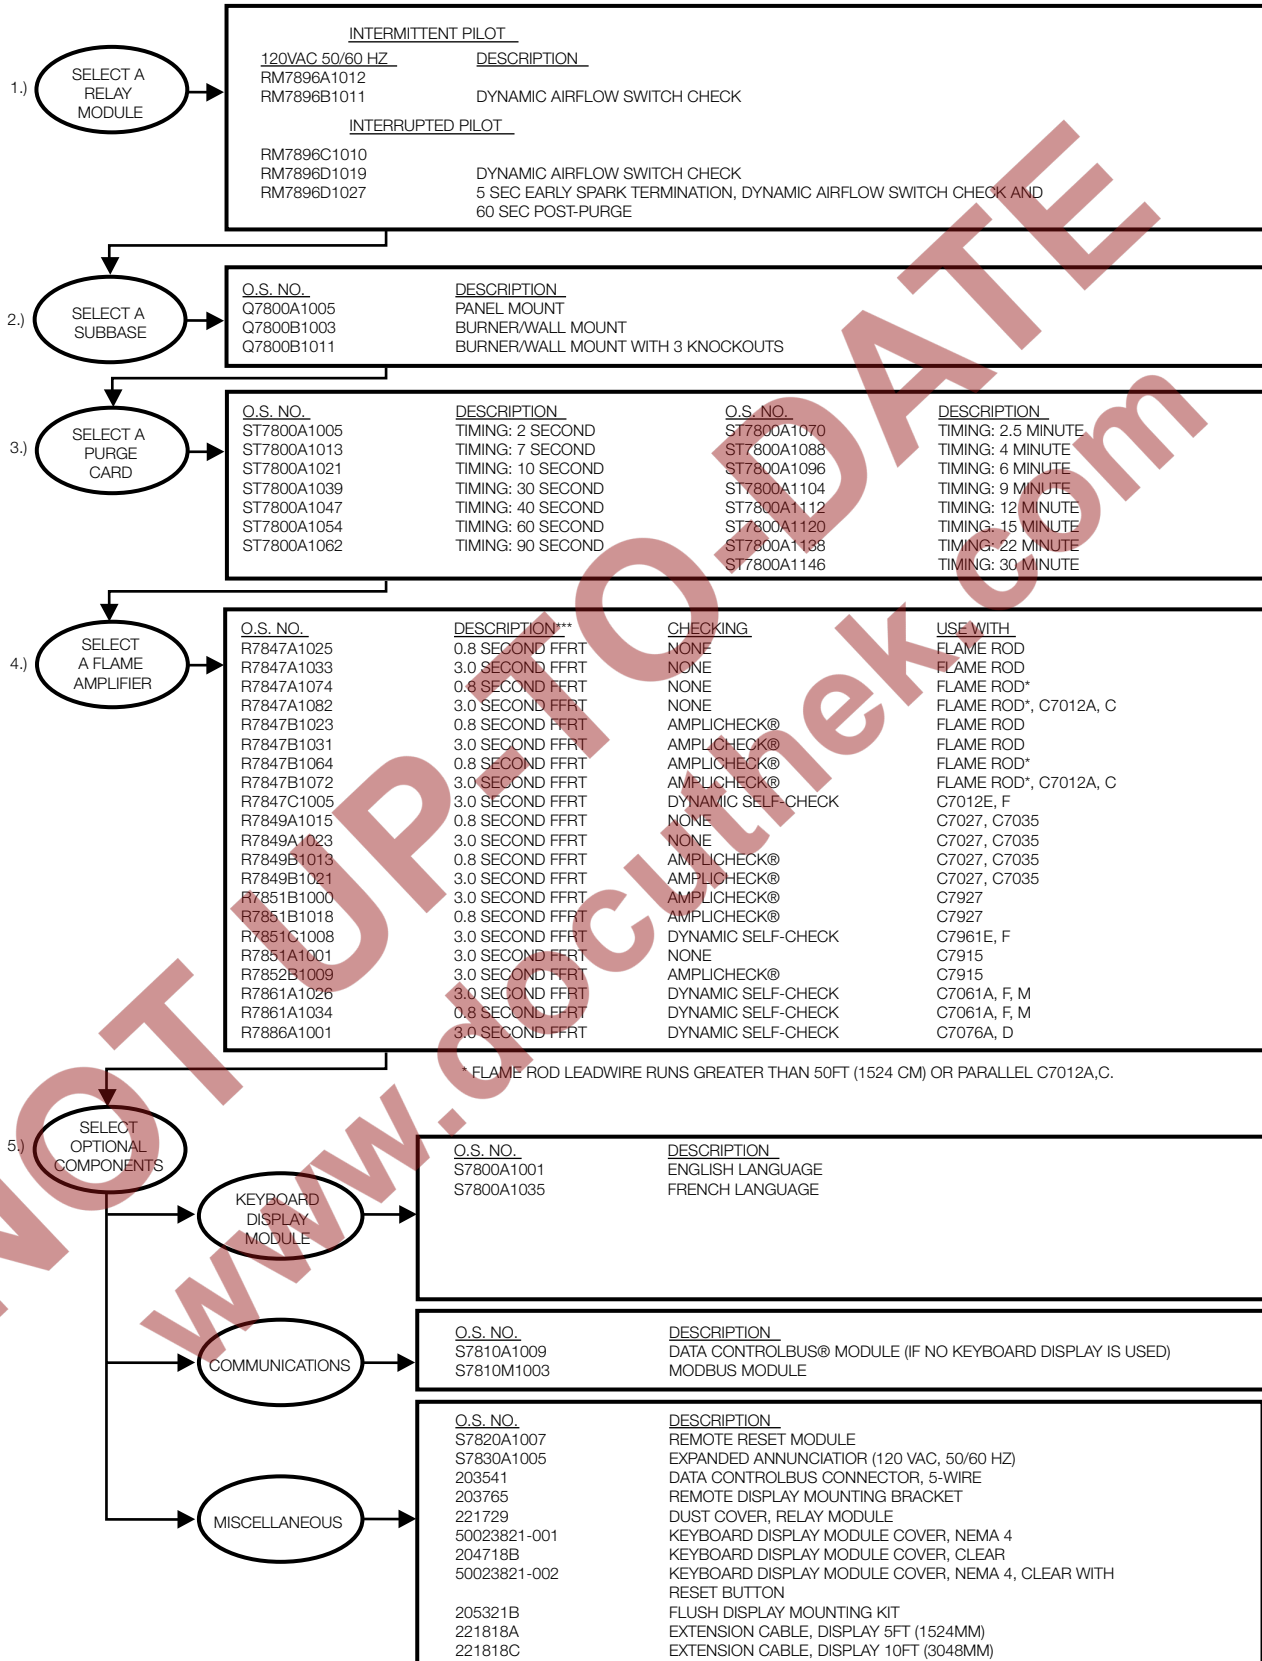 INTERMITTENT PILOT
120VAC 50/60 HZ DESCRIPTION
RM7896A1012
RM7896B1011 DYNAMIC AIRFLOW SWITCH CHECK
INTERRUPTED PILOT
RM7896C1010
RM7896D1019 DYNAMIC AIRFLOW SWITCH CHECK
RM7896D1027 5 SEC EARLY SPARK TERMINATION, DYNAMIC AIRFLOW SWITCH CHECK AND
60 SEC POST-PURGE
1.)
SELECT A
RELAY
MODULE
2.)
SELECT A
SUBBASE
O.S. NO. DESCRIPTION
Q7800A1005 PANEL MOUNT
Q7800B1003 BURNER/WALL MOUNT
Q7800B1011 BURNER/WALL MOUNT WITH 3 KNOCKOUTS
3.)
SELECT A
PURGE
CARD
O.S. NO. DESCRIPTION O.S. NO. DESCRIPTION
ST7800A1005 TIMING: 2 SECOND ST7800A1070 TIMING: 2.5 MINUTE
ST7800A1013 TIMING: 7 SECOND ST7800A1088 TIMING: 4 MINUTE
ST7800A1021 TIMING: 10 SECOND ST7800A1096 TIMING: 6 MINUTE
ST7800A1039 TIMING: 30 SECOND ST7800A1104 TIMING: 9 MINUTE
ST7800A1047 TIMING: 40 SECOND ST7800A1112 TIMING: 12 MINUTE
ST7800A1054 TIMING: 60 SECOND ST7800A1120 TIMING: 15 MINUTE
ST7800A1062 TIMING: 90 SECOND ST7800A1138 TIMING: 22 MINUTE
ST7800A1146 TIMING: 30 MINUTE
4.)
SELECT
A FLAME
AMPLIFIER
O.S. NO. DESCRIPTION*** CHECKING USE WITH
R7847A1025 0.8 SECOND FFRT NONE FLAME ROD
R7847A1033 3.0 SECOND FFRT NONE FLAME ROD
R7847A1074 0.8 SECOND FFRT NONE FLAME ROD*
R7847A1082 3.0 SECOND FFRT NONE FLAME ROD*, C7012A, C
R7847B1023 0.8 SECOND FFRT AMPLICHECK® FLAME ROD
R7847B1031 3.0 SECOND FFRT AMPLICHECK® FLAME ROD
R7847B1064 0.8 SECOND FFRT AMPLICHECK® FLAME ROD*
R7847B1072 3.0 SECOND FFRT AMPLICHECK® FLAME ROD*, C7012A, C
R7847C1005 3.0 SECOND FFRT DYNAMIC SELF-CHECK C7012E, F
R7849A1015 0.8 SECOND FFRT NONE C7027, C7035
R7849A1023 3.0 SECOND FFRT NONE C7027, C7035
R7849B1013 0.8 SECOND FFRT AMPLICHECK® C7027, C7035
R7849B1021 3.0 SECOND FFRT AMPLICHECK® C7027, C7035
R7851B1000 3.0 SECOND FFRT AMPLICHECK® C7927
R7851B1018 0.8 SECOND FFRT AMPLICHECK® C7927
R7851C1008 3.0 SECOND FFRT DYNAMIC SELF-CHECK C7961E, F
R7851A1001 3.0 SECOND FFRT NONE C7915
R7852B1009 3.0 SECOND FFRT AMPLICHECK® C7915
R7861A1026 3.0 SECOND FFRT DYNAMIC SELF-CHECK C7061A, F, M
R7861A1034 0.8 SECOND FFRT DYNAMIC SELF-CHECK C7061A, F, M
R7886A1001 3.0 SECOND FFRT DYNAMIC SELF-CHECK C7076A, D
* FLAME ROD LEADWIRE RUNS GREATER THAN 50FT (1524 CM) OR PARALLEL C7012A,C.
5.)
SELECT
OPTIONAL
COMPONENTS
KEYBOARD
DISPLAY
MODULE
O.S. NO. DESCRIPTION
S7800A1001 ENGLISH LANGUAGE
S7800A1035 FRENCH LANGUAGE
COMMUNICATIONS
O.S. NO. DESCRIPTION
S7810A1009 DATA CONTROLBUS® MODULE (IF NO KEYBOARD DISPLAY IS USED)
S7810M1003 MODBUS MODULE
MISCELLANEOUS
O.S. NO. DESCRIPTION
S7820A1007 REMOTE RESET MODULE
S7830A1005 EXPANDED ANNUNCIATIOR (120 VAC, 50/60 HZ)
203541 DATA CONTROLBUS CONNECTOR, 5-WIRE
203765 REMOTE DISPLAY MOUNTING BRACKET
221729 DUST COVER, RELAY MODULE
50023821-001 KEYBOARD DISPLAY MODULE COVER, NEMA 4
204718B KEYBOARD DISPLAY MODULE COVER, CLEAR
50023821-002 KEYBOARD DISPLAY MODULE COVER, NEMA 4, CLEAR WITH
RESET BUTTON
205321B FLUSH DISPLAY MOUNTING KIT
221818A EXTENSION CABLE, DISPLAY 5FT (1524MM)
221818C EXTENSION CABLE, DISPLAY 10FT (3048MM)
NOT UP-TO-DATE
www.docuthek.com